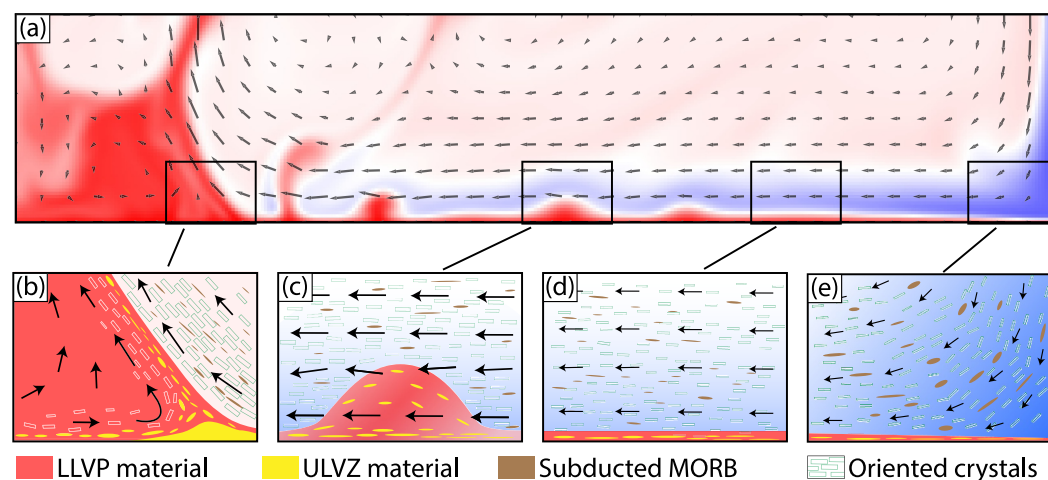 (a)
(b)
(c)
(d)
(e)
LLVP material
ULVZ material
Subducted MORB
Oriented crystals